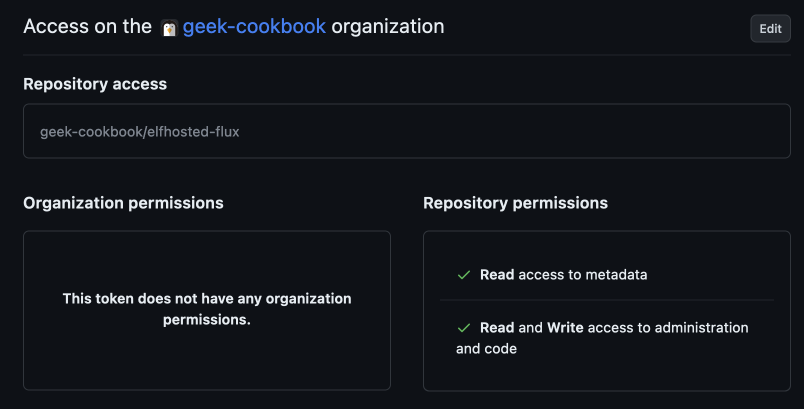 Access on the geek-cookbook organization
Edit
Repository access
geek-cookbook/elfhosted-flux
Organization permissions
This token does not have any organization
permissions.
Repository permissions
Read access to metadata
Read and Write access to administration
and code